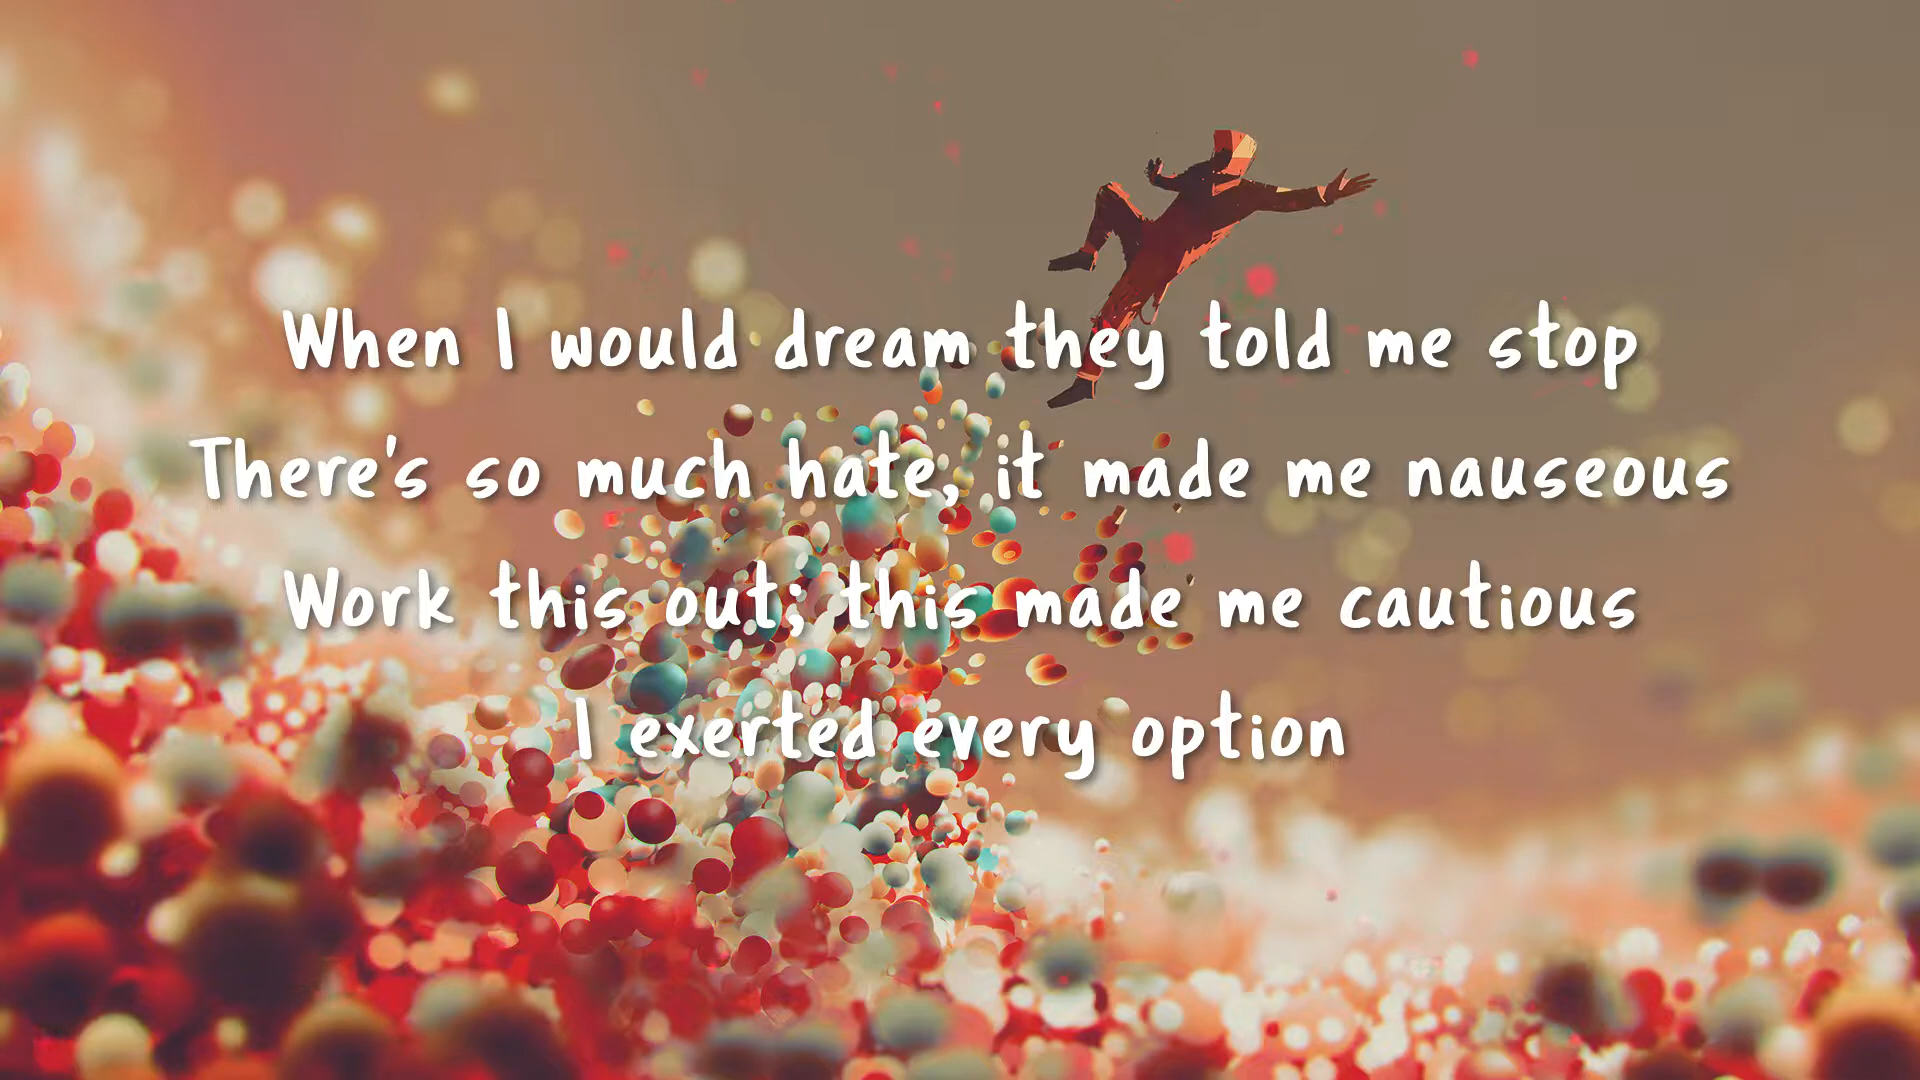 When I would dream they told me stop
There's so much hate, it made me nauseous
Work this out; this made me cautious
I exerted every option